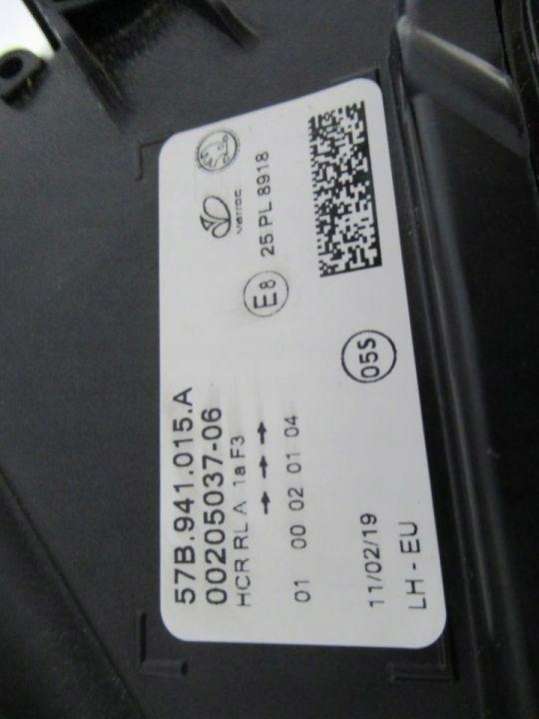 57B.941.015.A
00205037-06
HCR RL A 1a F3
→ → →
01 00 02 01 04
11/02/19
LH - EU
05S
E8 25 PL 8918
varroc